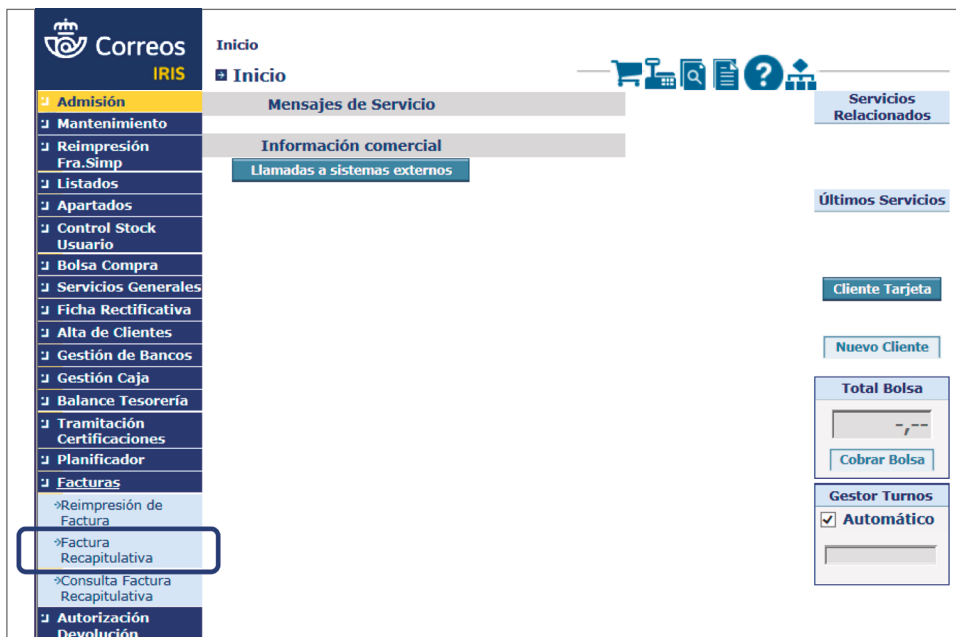 Correos
IRIS
Inicio
Inicio
Admisión
Mantenimiento
Reimpresión
Fra.Simp
Listados
Apartados
Control Stock
Usuario
Bolsa Compra
Servicios Generales
Ficha Rectificativa
Alta de Clientes
Gestión de Bancos
Gestión Caja
Balance Tesorería
Tramitación
Certificaciones
Planificador
Facturas
Reimpresión de
Factura
Factura
Recapitulativa
Consulta Factura
Recapitulativa
Autorización
Devolución
Mensajes de Servicio
Información comercial
Llamadas a sistemas externos
?
Servicios
Relacionados
Últimos Servicios
Cliente Tarjeta
Nuevo Cliente
Total Bolsa
-,--
Cobrar Bolsa
Gestor Turnos
Automático